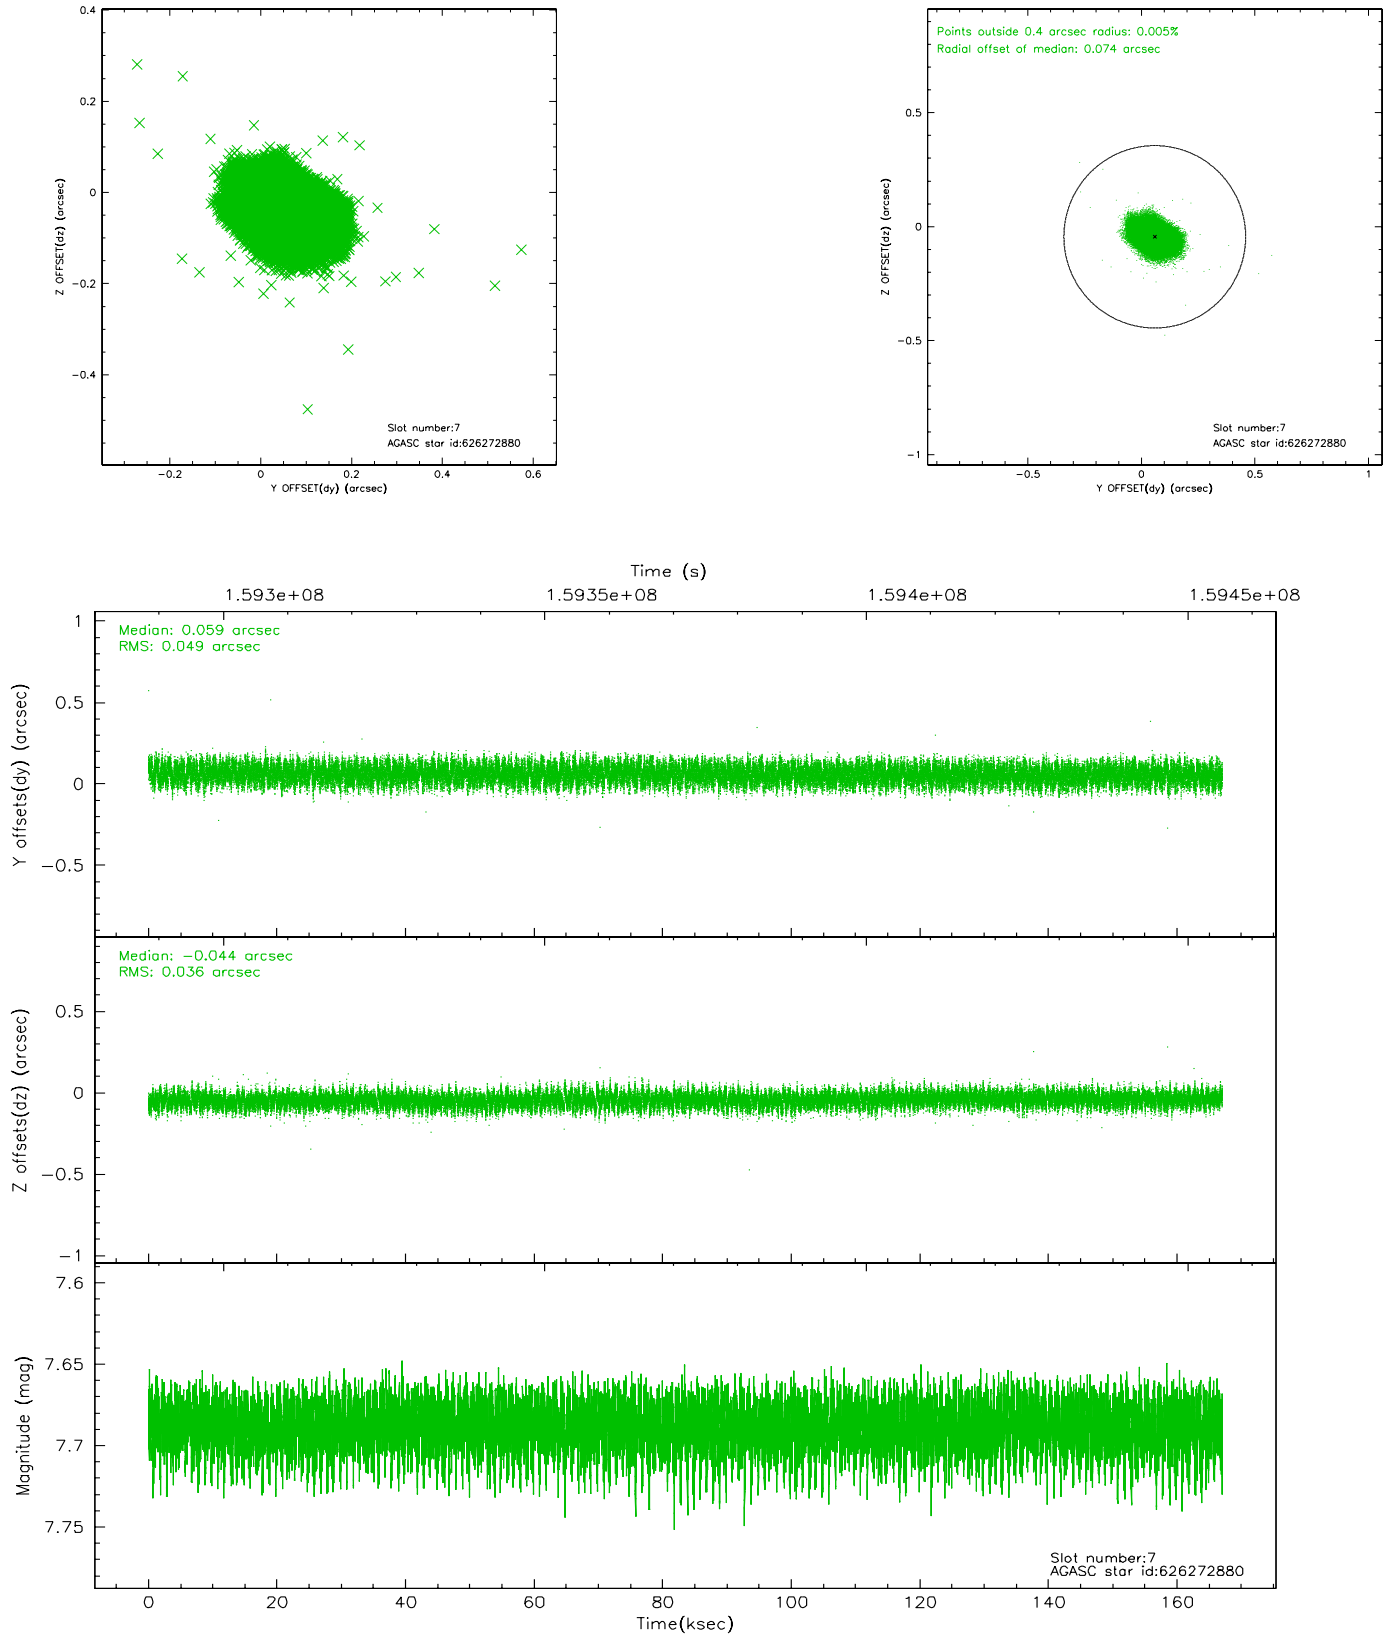 0.4
0.2
0
−0.2
−0.4
Z OFFSET(dz) (arcsec)
Slot number:7
AGASC star id:626272880
−0.2 0 0.2 0.4 0.6
Y OFFSET(dy) (arcsec)
Points outside 0.4 arcsec radius: 0.005%
Radial offset of median: 0.074 arcsec
0.5
0
−0.5
−1
Z OFFSET(dz) (arcsec)
Slot number:7
AGASC star id:626272880
−0.5 0 0.5 1
Y OFFSET(dy) (arcsec)
Time (s)
1.593e+08 1.5935e+08 1.594e+08 1.5945e+08
Median: 0.059 arcsec
RMS: 0.049 arcsec
1
0.5
0
−0.5
Y offsets(dy) (arcsec)
Median: −0.044 arcsec
RMS: 0.036 arcsec
0.5
0
−0.5
−1
Z offsets(dz) (arcsec)
7.6
7.65
7.7
7.75
Magnitude (mag)
Slot number:7
AGASC star id:626272880
0 20 40 60 80 100 120 140 160
Time(ksec)